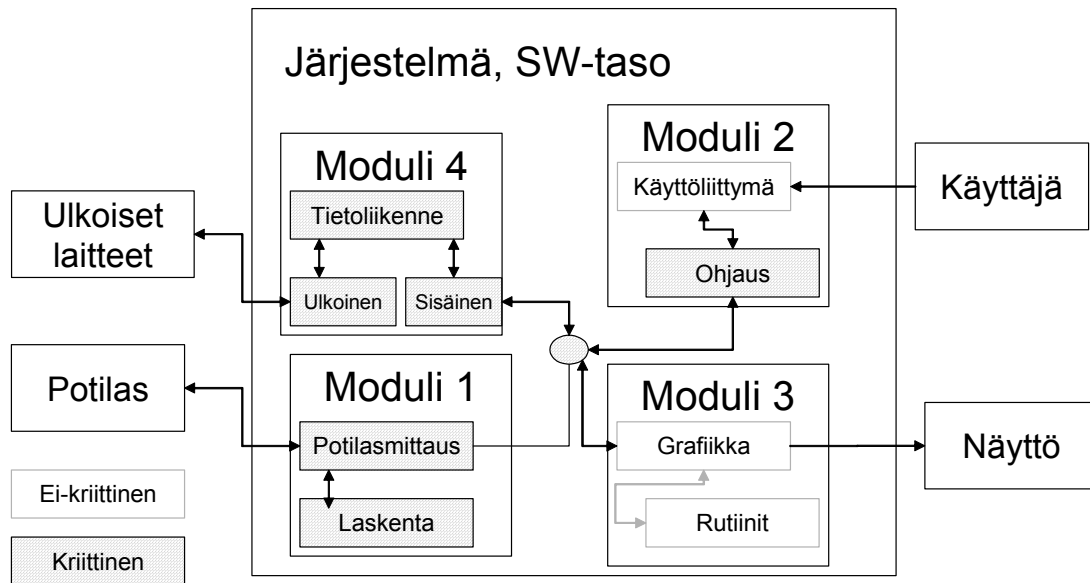 Järjestelmä, SW-taso
Moduli 4
Tietoliikenne
Ulkoinen
Sisäinen
Moduli 2
Käyttöliittymä
Ohjaus
Käyttäjä
Ulkoiset
laitteet
Potilas
Moduli 1
Potilasmittaus
Laskenta
Moduli 3
Grafiikka
Rutiinit
Näyttö
Ei-kriittinen
Kriittinen